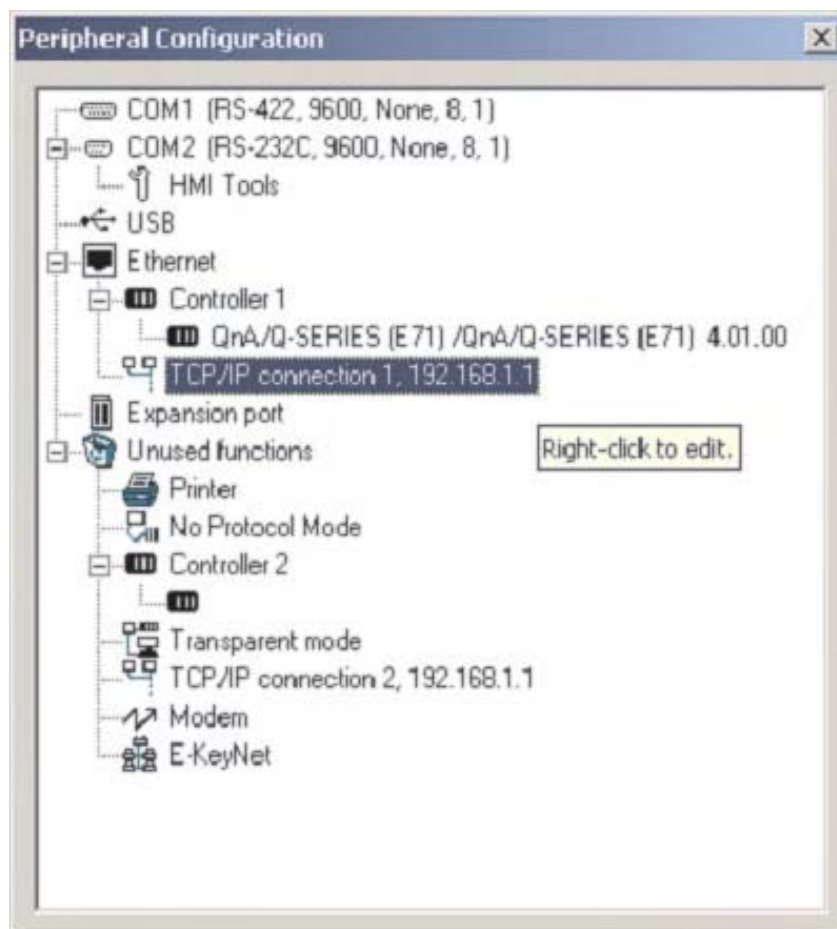 Peripheral Configuration
COM1 (RS-422, 9600, None, 8, 1)
COM2 (RS-232C, 9600, None, 8, 1)
HMI Tools
USB
Ethernet
Controller 1
QnA/Q-SERIES (E71) /QnA/Q-SERIES (E71) 4.01.00
TCP/IP connection 1, 192.168.1.1
Expansion port
Unused functions
Right-click to edit.
Printer
No Protocol Mode
Controller 2
Transparent mode
TCP/IP connection 2, 192.168.1.1
Modem
E-KeyNet